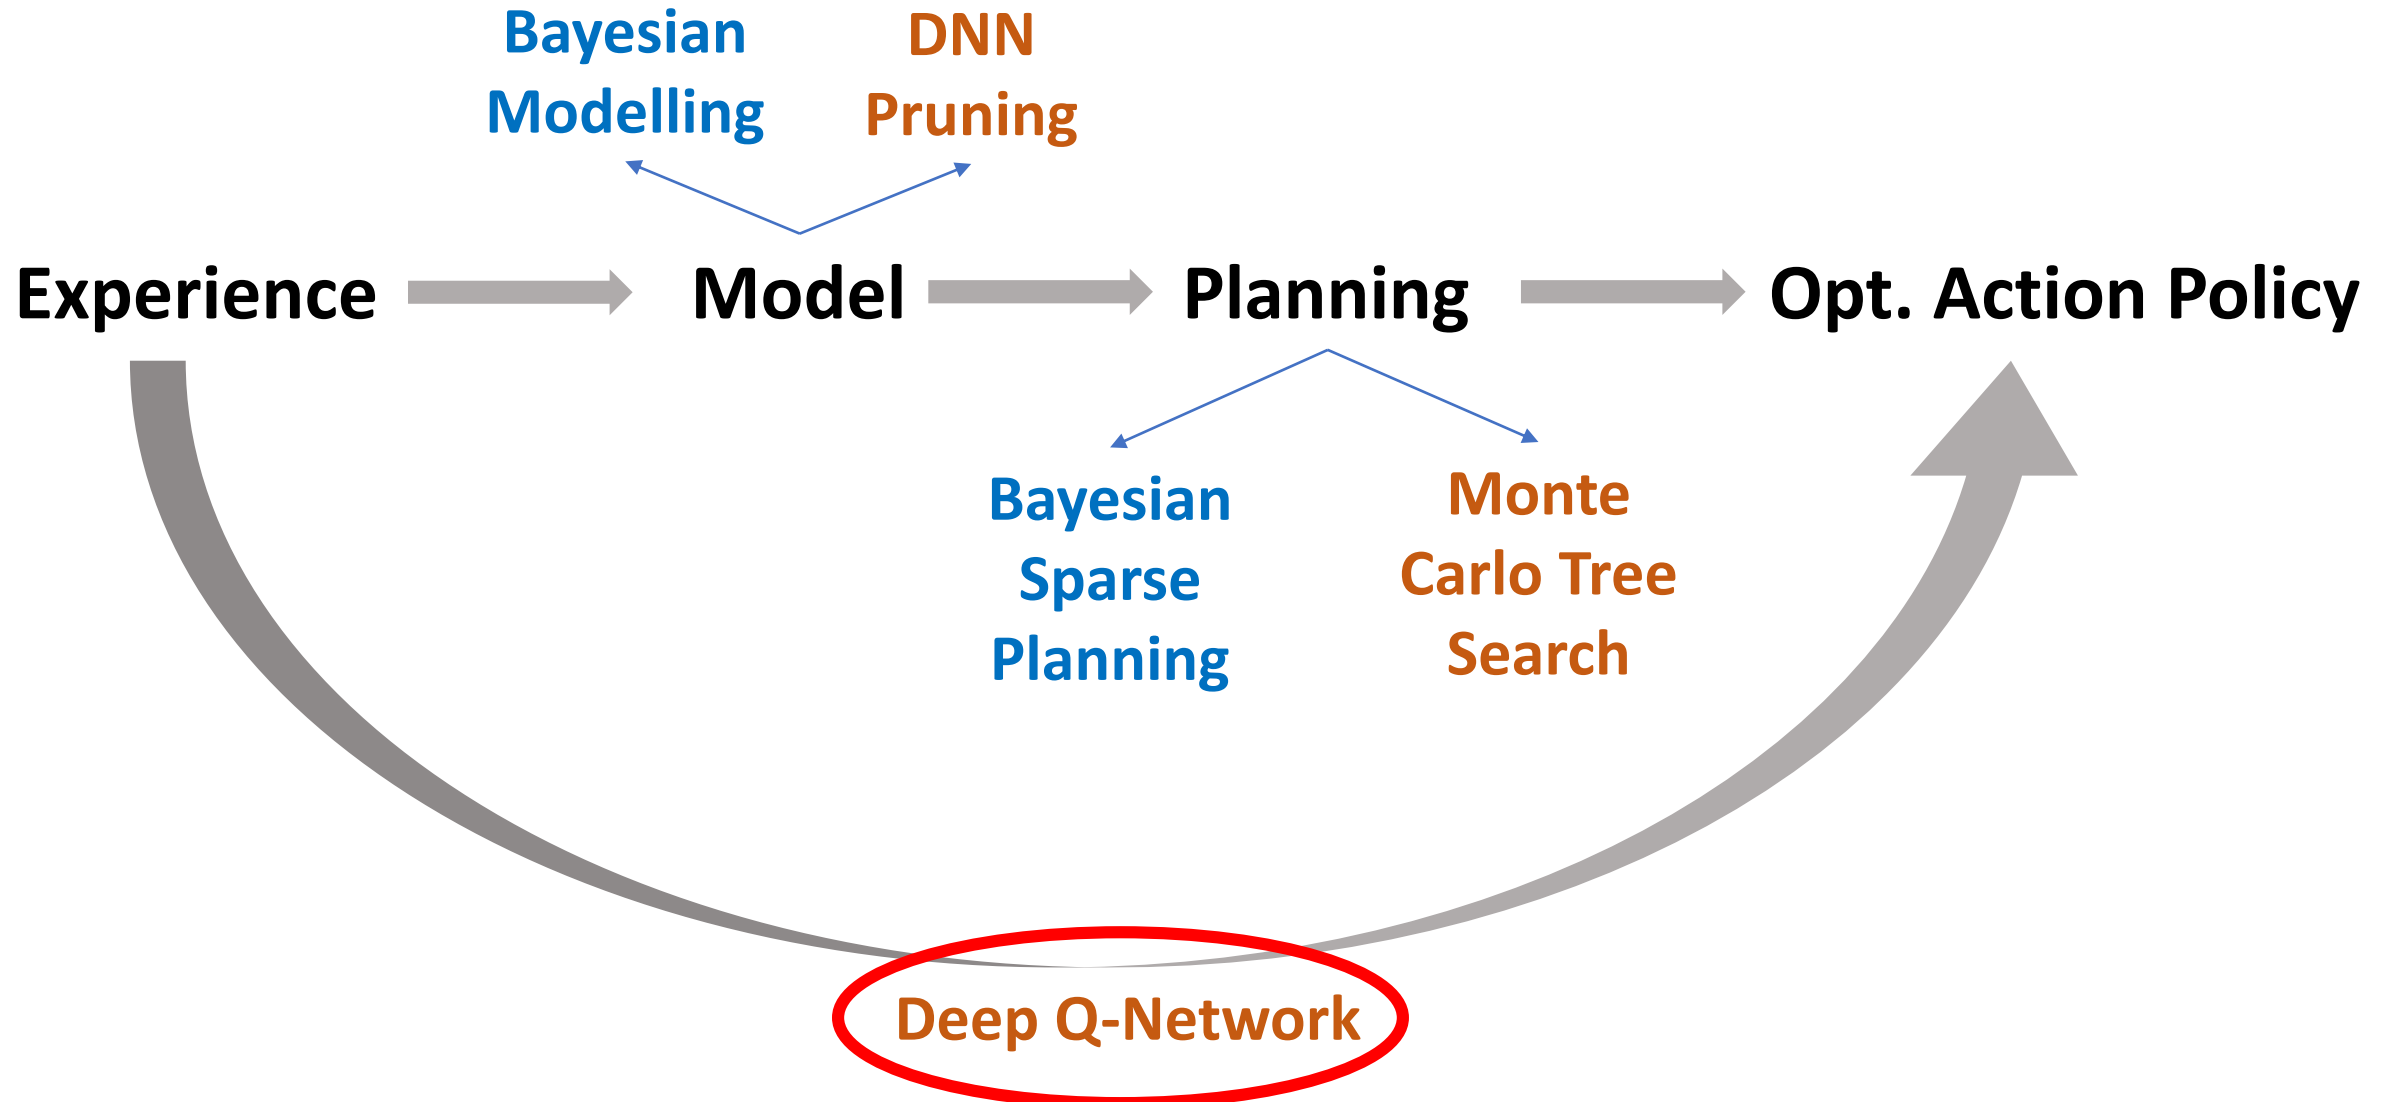 Bayesian
Modelling
DNN
Pruning
Experience
Model
Planning
Opt. Action Policy
Bayesian
Sparse
Planning
Monte
Carlo Tree
Search
Deep Q-Network